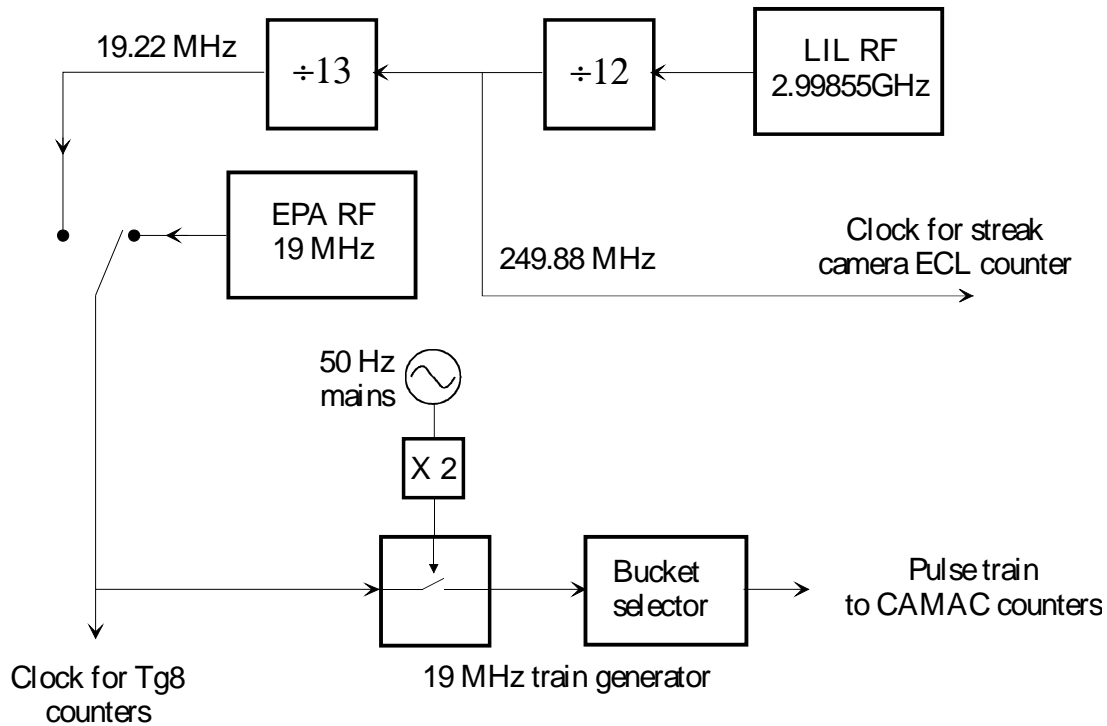 19.22 MHz
÷13
÷12
LIL RF
2.99855GHz
EPA RF
19 MHz
249.88 MHz
Clock for streak
camera ECL counter
50 Hz
mains
X 2
Bucket
selector
Pulse train
to CAMAC counters
19 MHz train generator
Clock for Tg8
counters